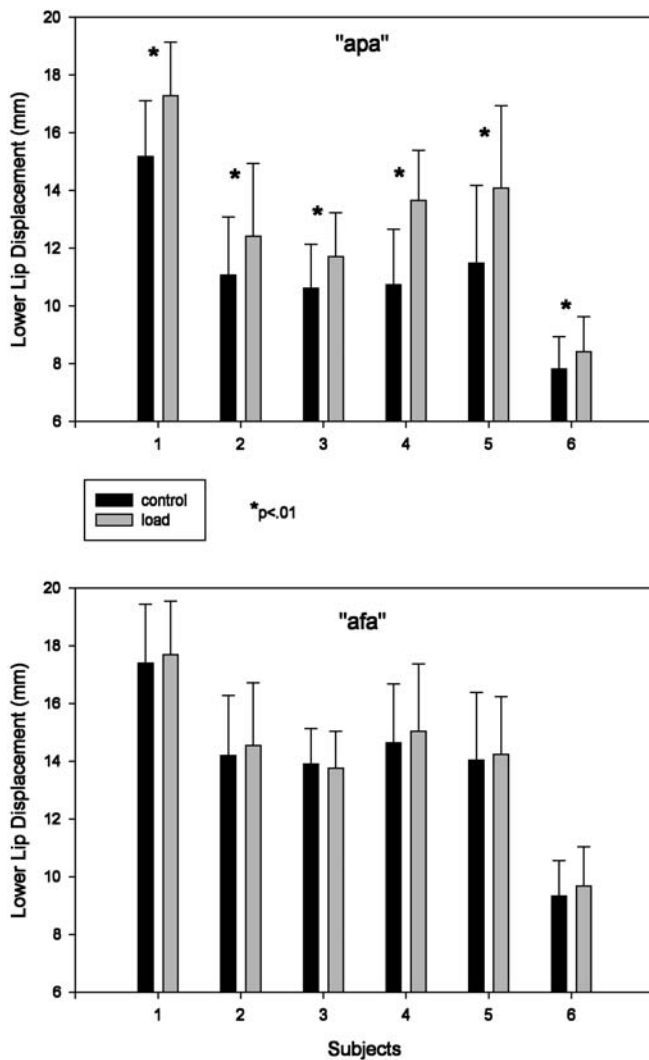 "apa"
Lower Lip Displacement (mm)
20
18
16
14
12
10
8
6
*
*
*
*
*
*
1 2 3 4 5 6
control
load
*p<.01
"afa"
Lower Lip Displacement (mm)
20
18
16
14
12
10
8
6
1 2 3 4 5 6
Subjects